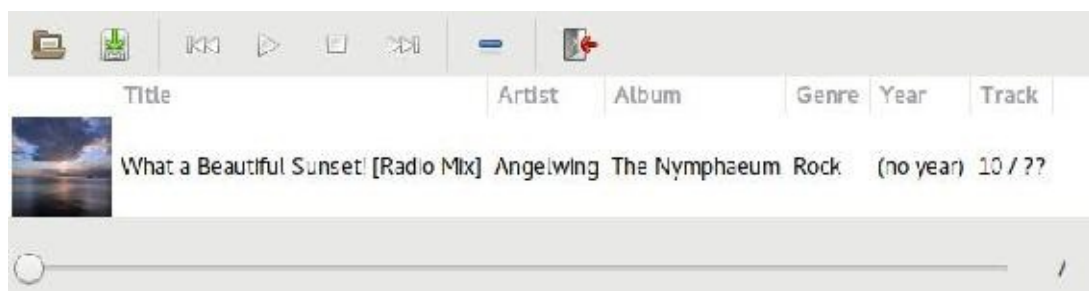 Title Artist Album Genre Year Track
What a Beautiful Sunset! [Radio Mix] Angelwing The Nymphaeum Rock (no year) 10 / ??
/